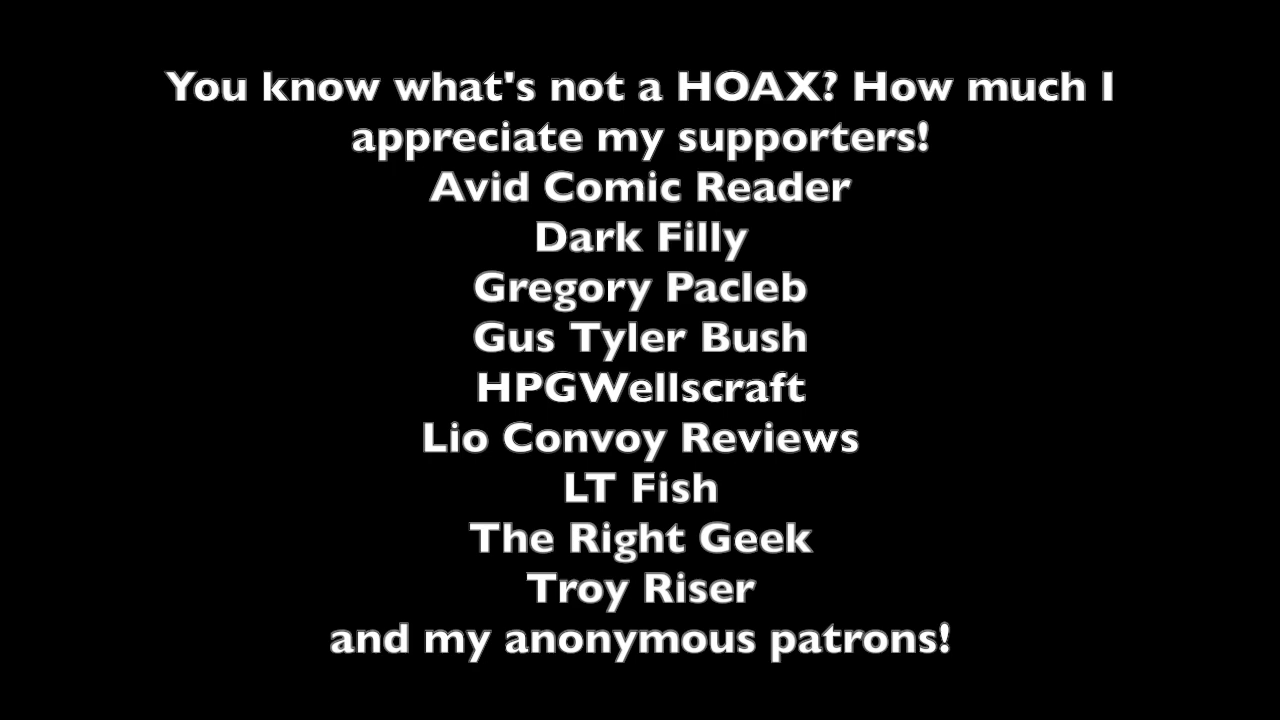 You know what's not a HOAX? How much I
appreciate my supporters!
Avid Comic Reader
Dark Filly
Gregory Pacleb
Gus Tyler Bush
HPGWellscraft
Lio Convoy Reviews
LT Fish
The Right Geek
Troy Riser
and my anonymous patrons!